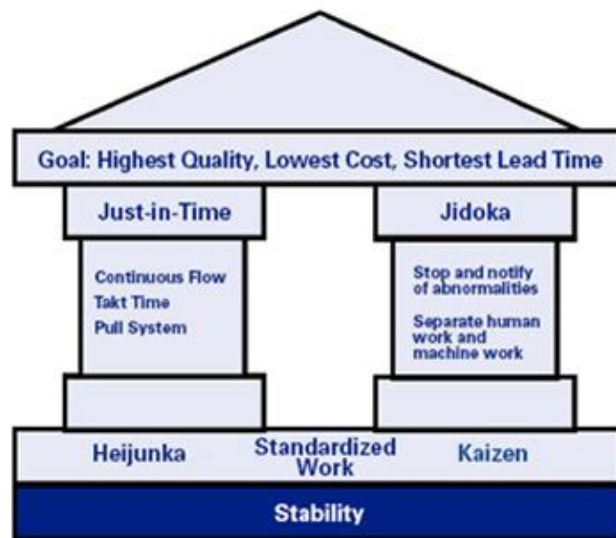 Goal: Highest Quality, Lowest Cost, Shortest Lead Time
Just-in-Time
Continuous Flow
Takt Time
Pull System
Jidoka
Stop and notify
of abnormalities
Separate human
work and
machine work
Heijunka
Standardized
Work
Kaizen
Stability